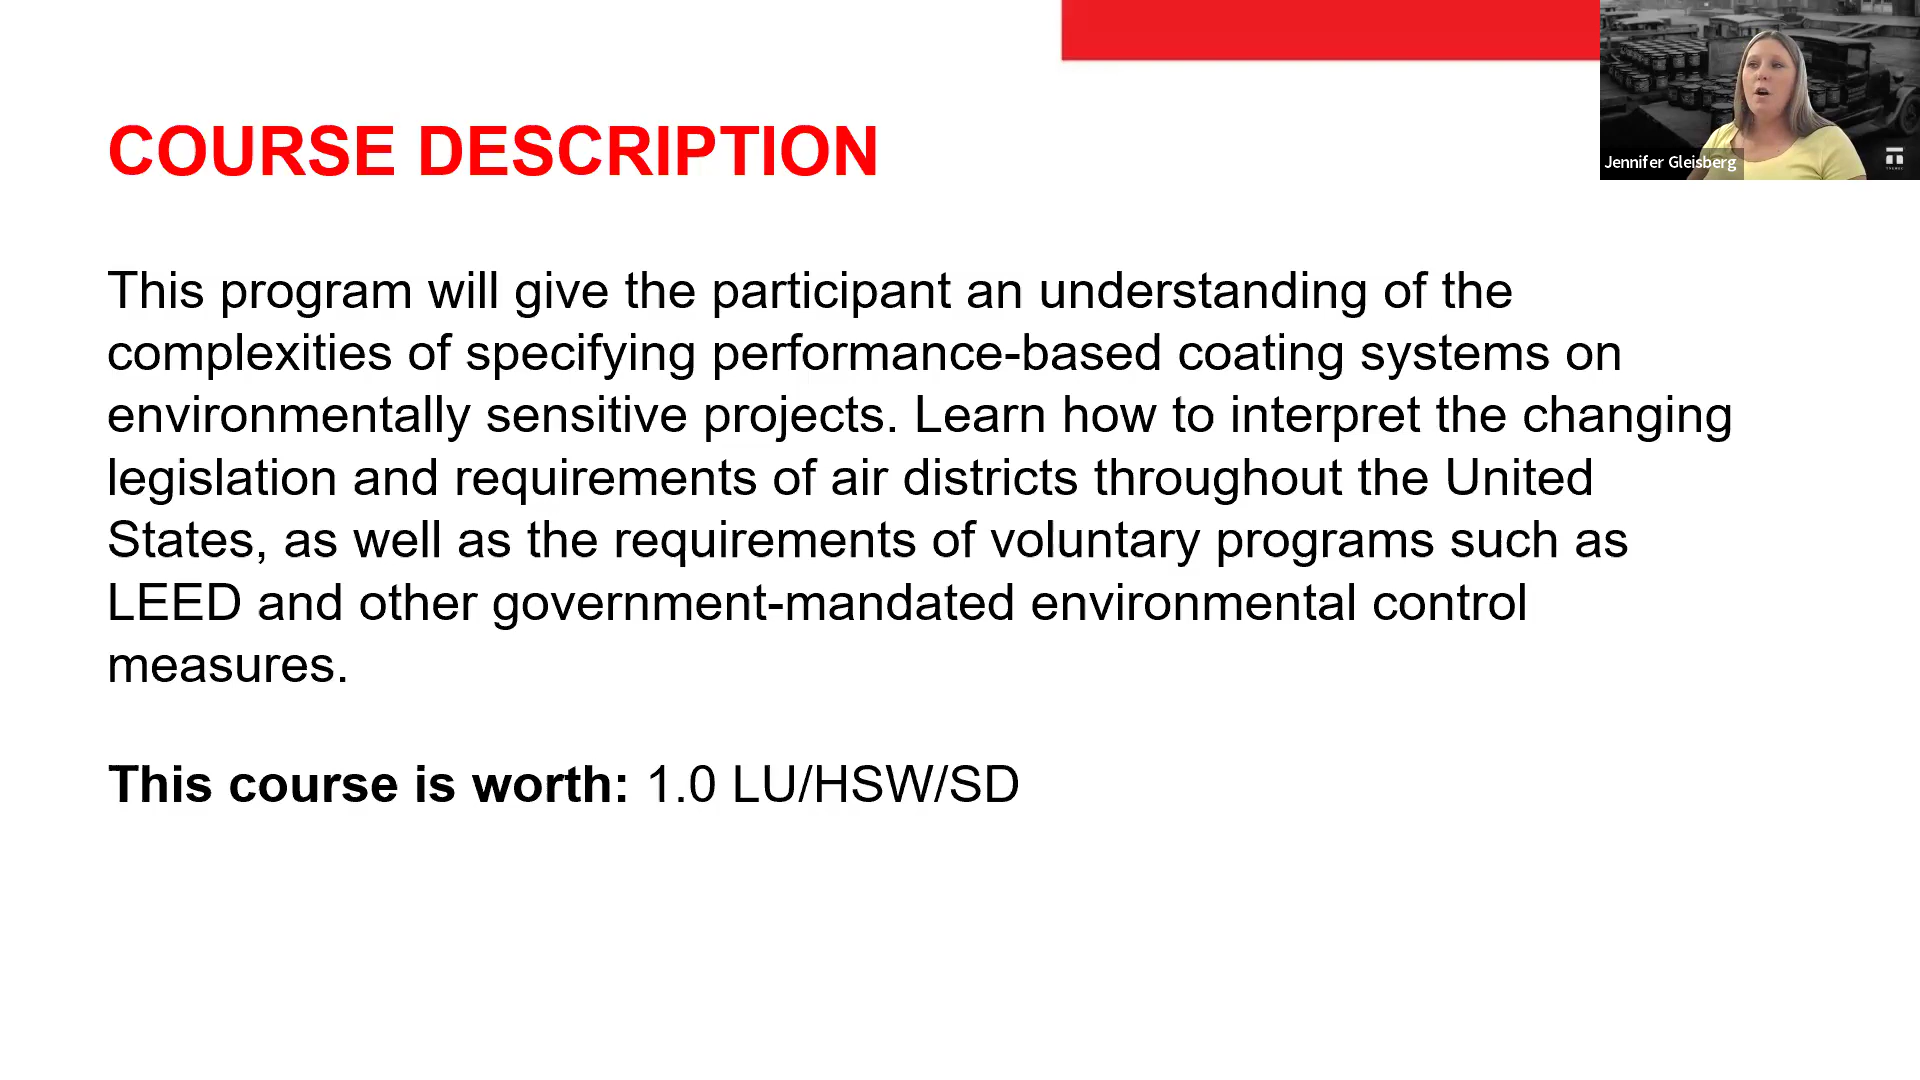 COURSE DESCRIPTION
Jennifer Gleisberg
This program will give the participant an understanding of the
complexities of specifying performance-based coating systems on
environmentally sensitive projects. Learn how to interpret the changing
legislation and requirements of air districts throughout the United
States, as well as the requirements of voluntary programs such as
LEED and other government-mandated environmental control
measures.
This course is worth: 1.0 LU/HSW/SD